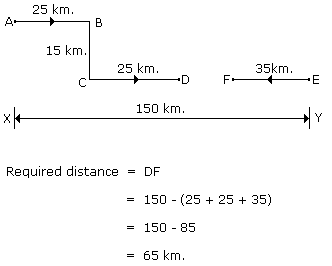 25 km.
A B
15 km.
25 km. 35km.
C D F E
150 km.
X Y
Required distance = DF
= 150 - (25 + 25 + 35)
= 150 - 85
= 65 km.